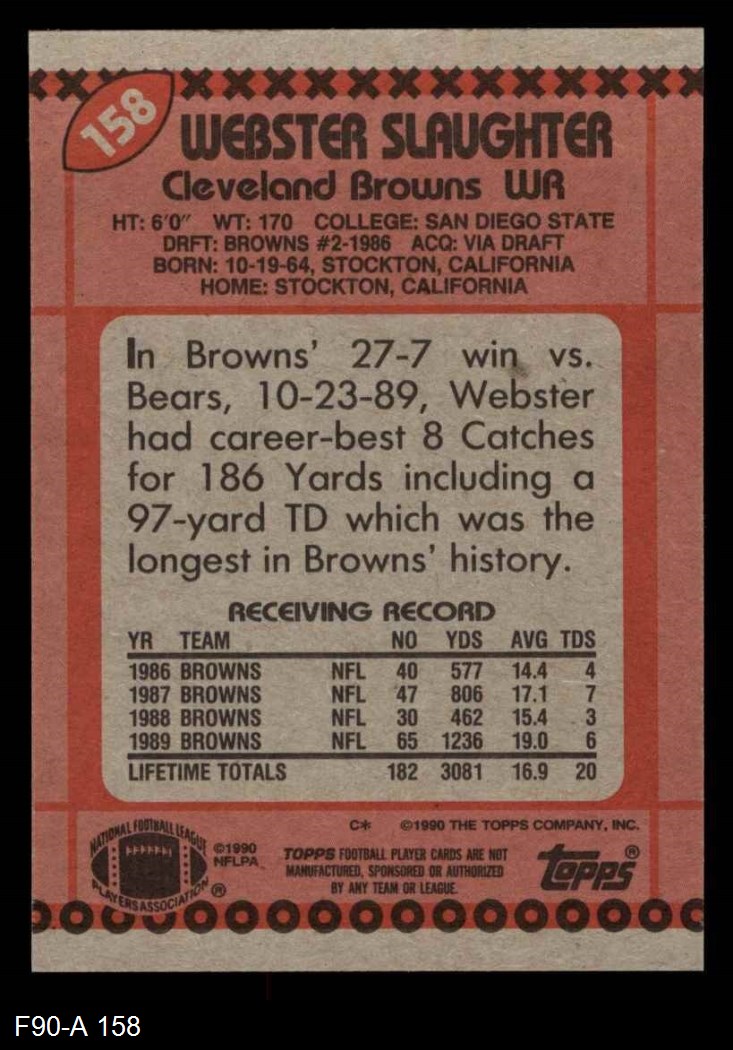 158
WEBSTER SLAUGHTER
Cleveland Browns WR
HT: 6'0" WT: 170 COLLEGE: SAN DIEGO STATE
DRFT: BROWNS #2-1986 ACQ: VIA DRAFT
BORN: 10-19-64, STOCKTON, CALIFORNIA
HOME: STOCKTON, CALIFORNIA
In Browns' 27-7 win vs.
Bears, 10-23-89, Webster
had career-best 8 Catches
for 186 Yards including a
97-yard TD which was the
longest in Browns' history.
RECEIVING RECORD
YR TEAM NO YDS AVG TDS
1986 BROWNS NFL 40 577 14.4 4
1987 BROWNS NFL 47 806 17.1 7
1988 BROWNS NFL 30 462 15.4 3
1989 BROWNS NFL 65 1236 19.0 6
LIFETIME TOTALS 182 3081 16.9 20
C* ©1990 THE TOPPS COMPANY, INC.
NATIONAL FOOTBALL LEAGUE
PLAYERS ASSOCIATION ®
©1990
NFLPA
TOPPS FOOTBALL PLAYER CARDS ARE NOT
MANUFACTURED, SPONSORED OR AUTHORIZED
BY ANY TEAM OR LEAGUE.
Topps®
F90-A 158